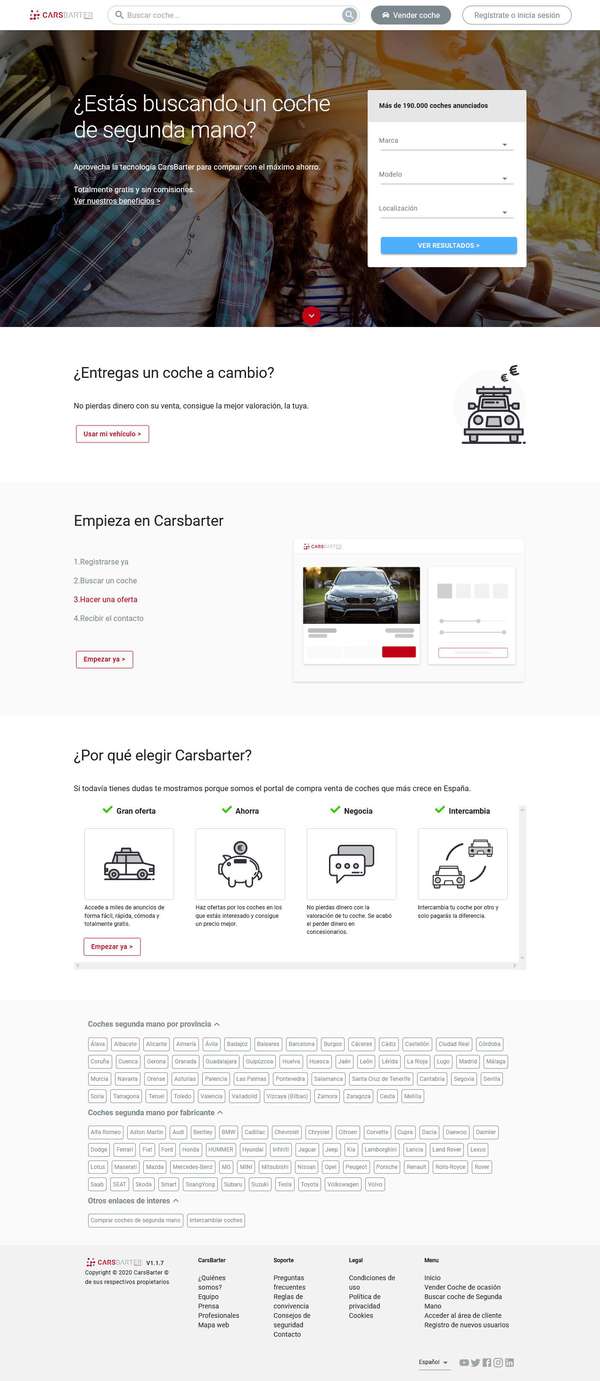 CARSBARTER
Buscar coche ...
Vender coche
Regístrate o inicia sesión
¿Estás buscando un coche
de segunda mano?
Aprovecha la tecnología CarsBarter para comprar con el máximo ahorro.
Totalmente gratis y sin comisiones.
Ver nuestros beneficios >
Más de 190.000 coches anunciados
Marca
Modelo
Localización
VER RESULTADOS >
¿Entregas un coche a cambio?
No pierdas dinero con su venta, consigue la mejor valoración, la tuya.
Usar mi vehículo >
€ €
Empieza en Carsbarter
1.Registrarse ya
2.Buscar un coche
3.Hacer una oferta
4.Recibir el contacto
Empezar ya >
CARSBARTER
¿Por qué elegir Carsbarter?
Si todavía tienes dudas te mostramos porque somos el portal de compra venta de coches que más crece en España.
Gran oferta
Ahorra
Negocia
Intercambia
€
Accede a miles de anuncios de
forma fácil, rápida, cómoda y
totalmente gratis.
Haz ofertas por los coches en los
que estás interesado y consigue
un precio mejor.
No pierdas dinero con la
valoración de tu coche. Se acabó
el perder dinero en
concesionarios.
Intercambia tu coche por otro y
solo pagarás la diferencia.
Empezar ya >
Coches segunda mano por provincia
Álava Albacete Alicante Almería Ávila Badajoz Baleares Barcelona Burgos Cáceres Cádiz Castellón Ciudad Real Córdoba
Coruña Cuenca Gerona Granada Guadalajara Guipúzcoa Huelva Huesca Jaén León Lérida La Rioja Lugo Madrid Málaga
Murcia Navarra Orense Asturias Palencia Las Palmas Pontevedra Salamanca Santa Cruz de Tenerife Cantabria Segovia Sevilla
Soria Tarragona Teruel Toledo Valencia Valladolid Vizcaya (Bilbao) Zamora Zaragoza Ceuta Melilla
Coches segunda mano por fabricante
Alfa Romeo Aston Martin Audi Bentley BMW Cadillac Chevrolet Chrysler Citroen Corvette Cupra Dacia Daewoo Daimler
Dodge Ferrari Fiat Ford Honda HUMMER Hyundai Infiniti Jaguar Jeep Kia Lamborghini Lancia Land Rover Lexus
Lotus Maserati Mazda Mercedes-Benz MG MINI Mitsubishi Nissan Opel Peugeot Porsche Renault Rolls-Royce Rover
Saab SEAT Skoda Smart SsangYong Subaru Suzuki Tesla Toyota Volkswagen Volvo
Otros enlaces de interes
Comprar coches de segunda mano Intercambiar coches
CARSBARTER V1.1.7
Copyright © 2020 CarsBarter ©
de sus respectivos propietarios
CarsBarter
¿Quiénes
somos?
Equipo
Prensa
Profesionales
Mapa web
Soporte
Preguntas
frecuentes
Reglas de
convivencia
Consejos de
seguridad
Contacto
Legal
Condiciones de
uso
Política de
privacidad
Cookies
Menu
Inicio
Vender Coche de ocasión
Buscar coche de Segunda
Mano
Acceder al área de cliente
Registro de nuevos usuarios
Español